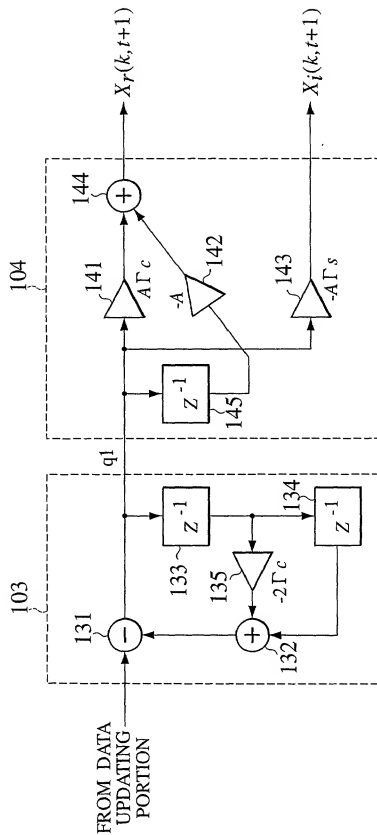 103
104
FROM DATA
UPDATING
PORTION
131
−
q1
133
Z⁻¹
135
-2Γc
132
+
134
Z⁻¹
141
AΓc
144
+
142
-A
Z⁻¹
145
143
-AΓs
Xr(k,t+1)
Xi(k,t+1)